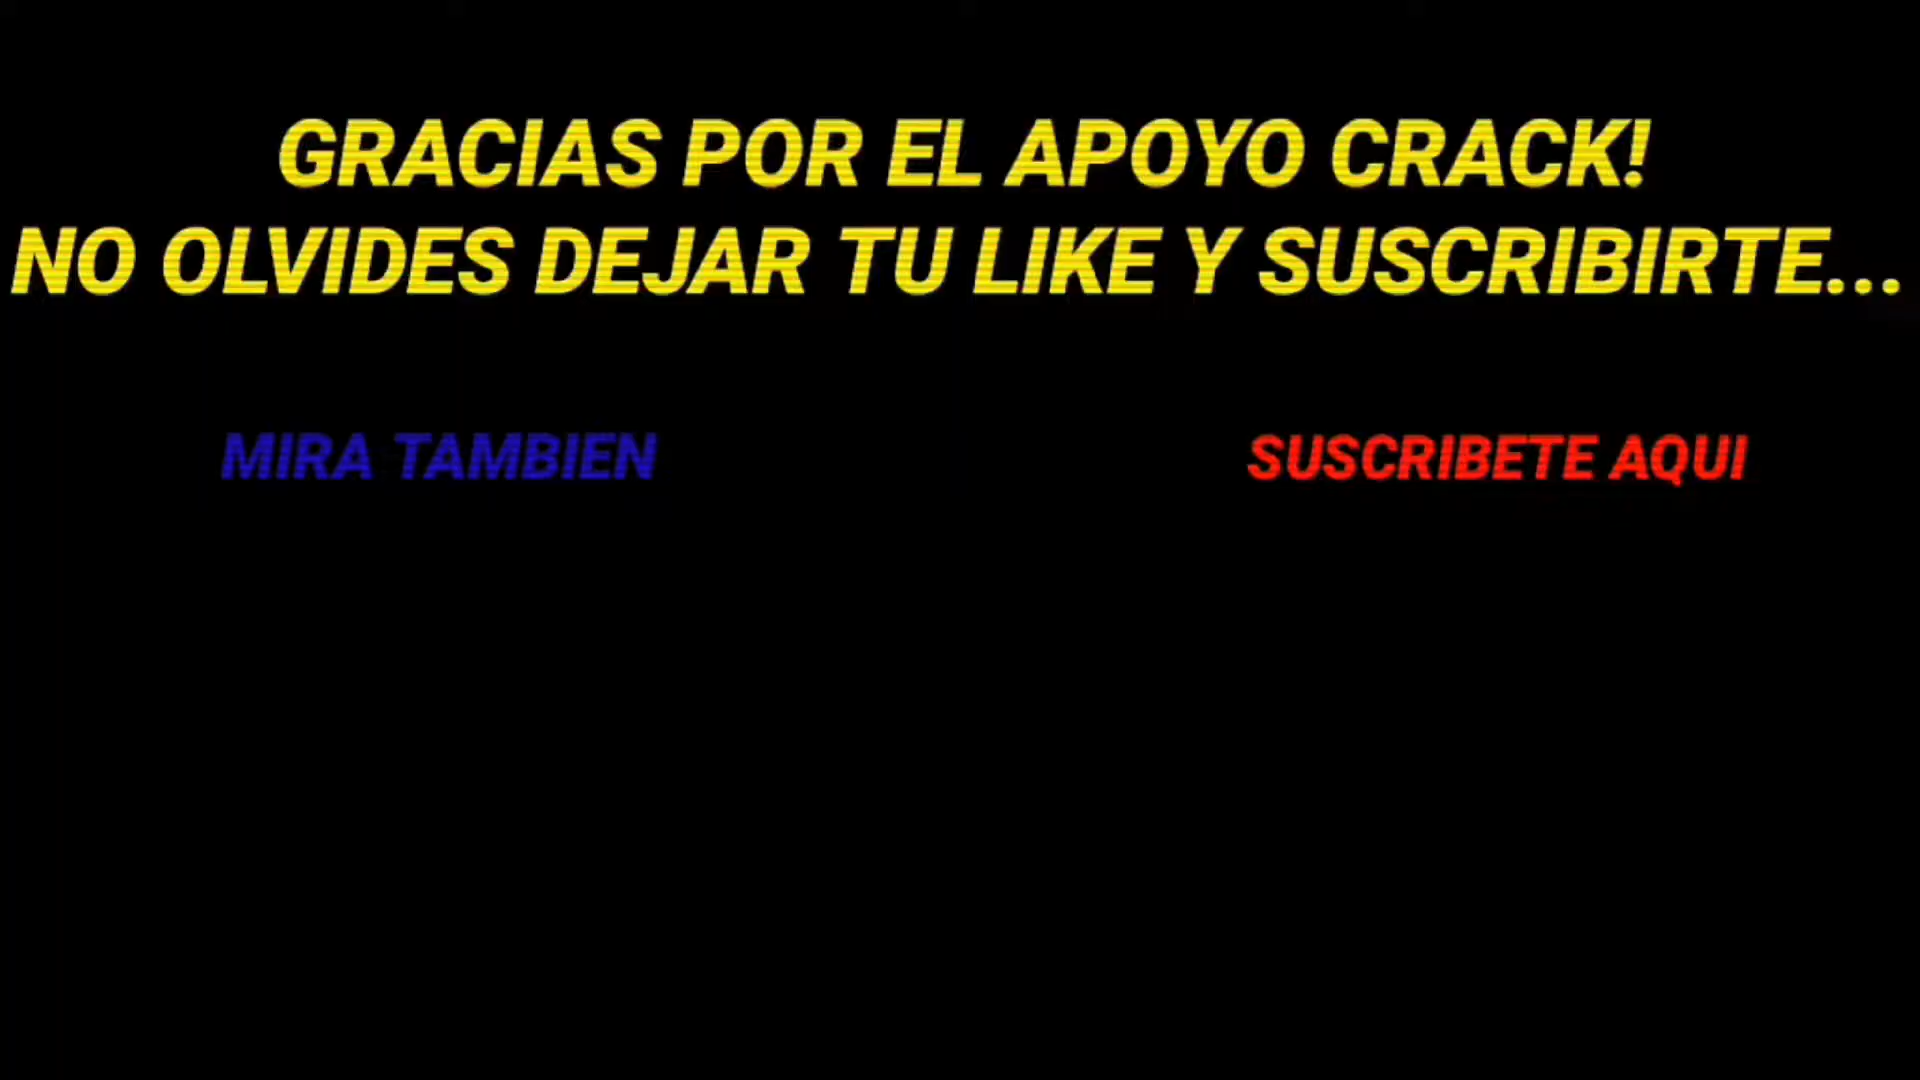 GRACIAS POR EL APOYO CRACK!
NO OLVIDES DEJAR TU LIKE Y SUSCRIBIRTE...
MIRA TAMBIEN
SUSCRIBETE AQUI